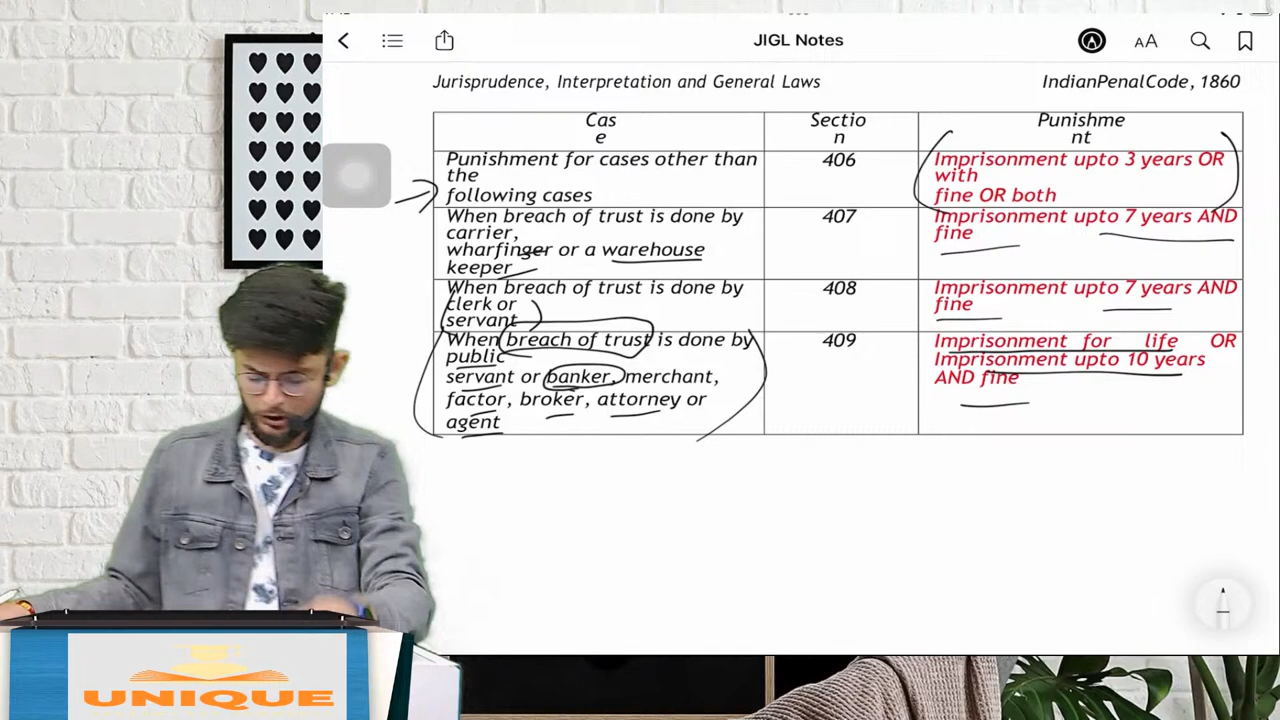 JIGL Notes
AA
Jurisprudence, Interpretation and General Laws
IndianPenalCode, 1860
Cas
e
Sectio
n
Punishme
nt
Punishment for cases other than
the
following cases
406
Imprisonment upto 3 years OR
with
fine OR both
When breach of trust is done by
carrier,
wharfinger or a warehouse
keeper
407
Imprisonment upto 7 years AND
fine
When breach of trust is done by
clerk or
servant
408
Imprisonment upto 7 years AND
fine
When breach of trust is done by
public
servant or banker, merchant,
factor, broker, attorney or
agent
409
Imprisonment for life OR
Imprisonment upto 10 years
AND fine
UNIQUE